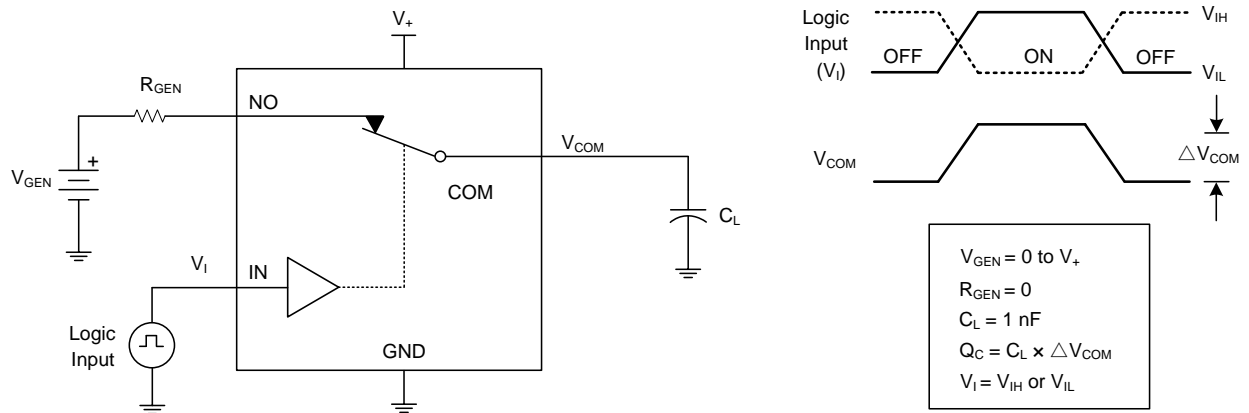 V+
RGEN
NO
VCOM
VGEN
+
COM
CL
VI
IN
Logic
Input
GND
Logic
Input
(VI)
OFF
ON
OFF
VIH
VIL
VCOM
△VCOM
VGEN = 0 to V+
RGEN = 0
CL = 1 nF
QC = CL × △VCOM
VI = VIH or VIL